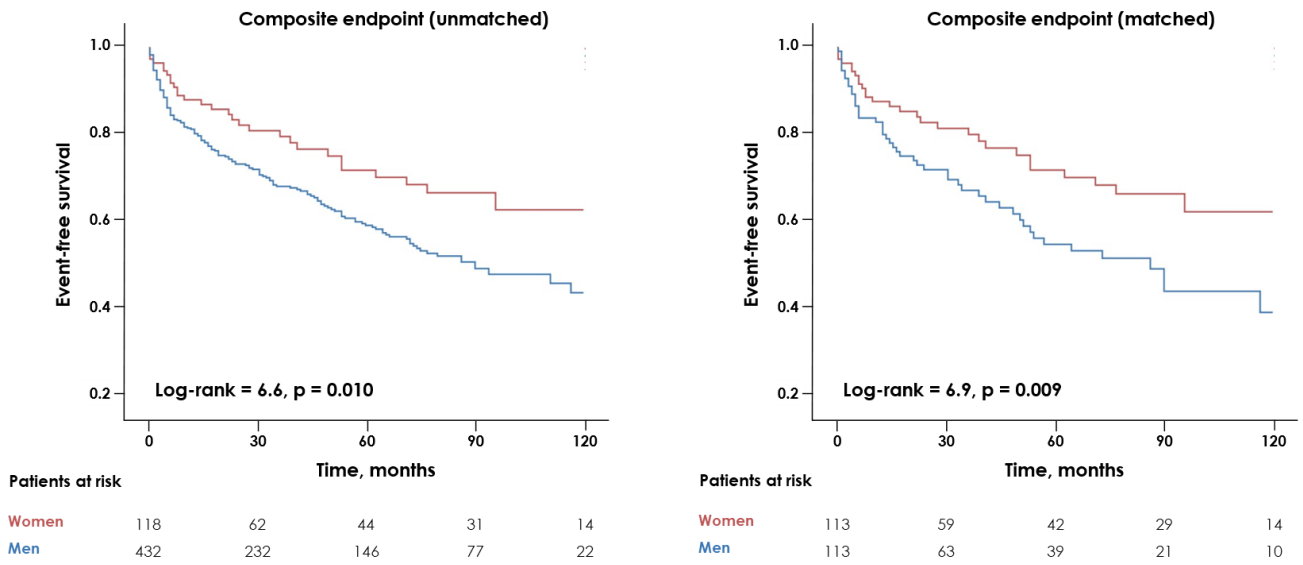 Composite endpoint (unmatched)
Event-free survival
1.0
0.8
0.6
0.4
0.2
Log-rank = 6.6, p = 0.010
0 30 60 90 120
Time, months
Patients at risk
Women 118 62 44 31 14
Men 432 232 146 77 22
Composite endpoint (matched)
Event-free survival
1.0
0.8
0.6
0.4
0.2
Log-rank = 6.9, p = 0.009
0 30 60 90 120
Time, months
Patients at risk
Women 113 59 42 29 14
Men 113 63 39 21 10